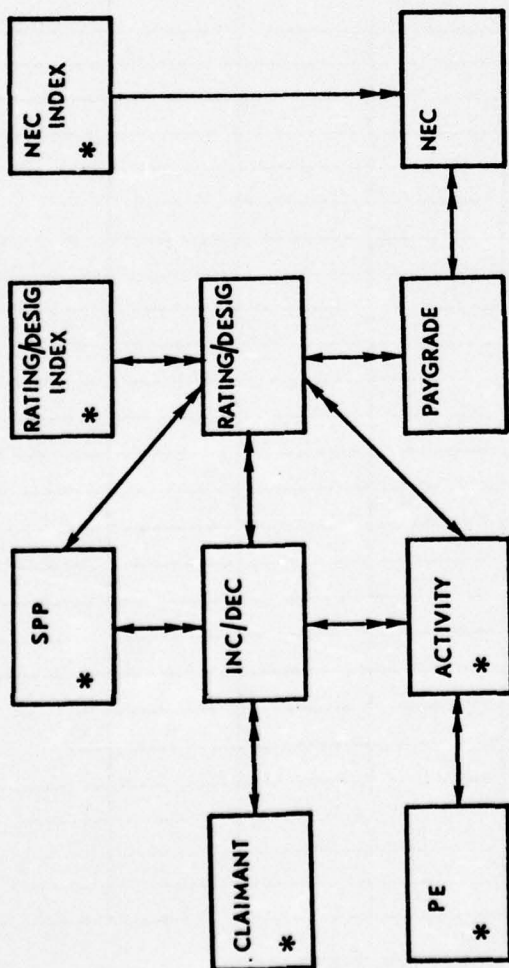 SPP
*
RATING/DESIG
INDEX
*
NEC
INDEX
*
CLAIMANT
*
INC/DEC
RATING/DESIG
PE
*
ACTIVITY
*
PAYGRADE
NEC